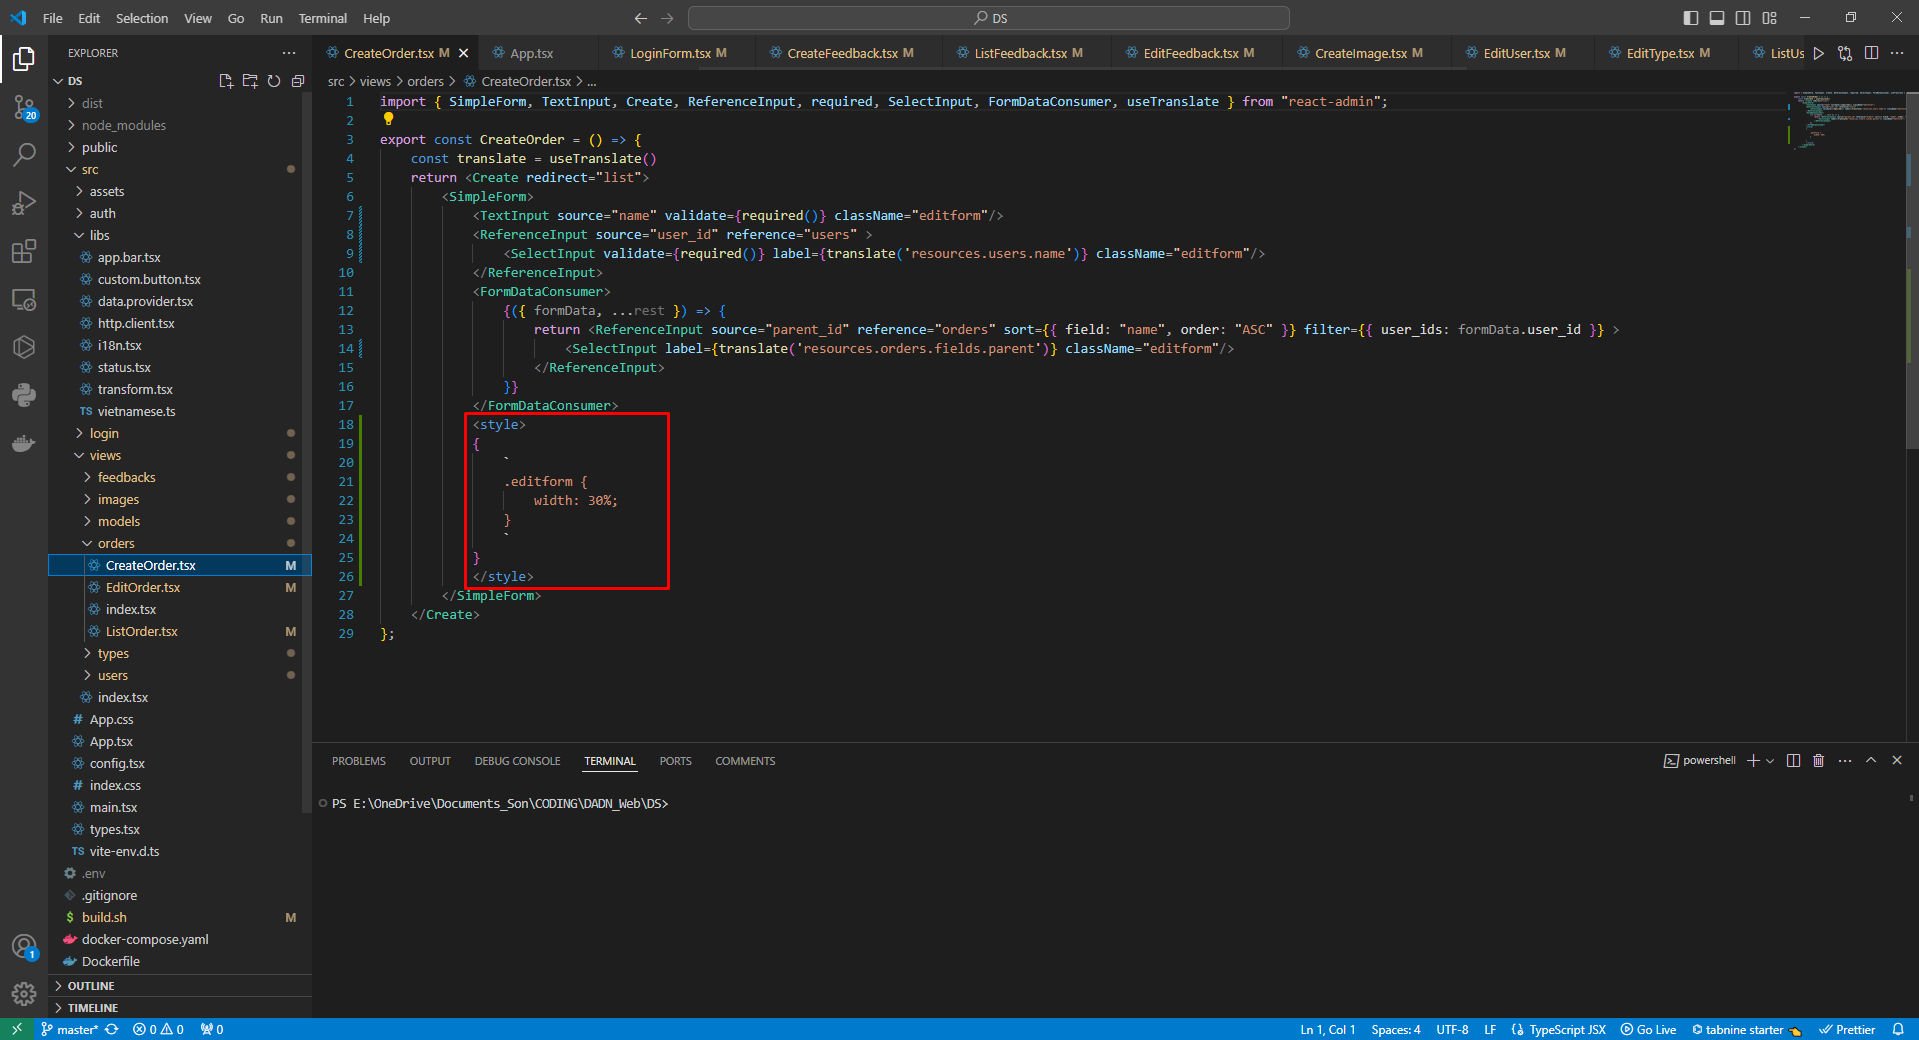 File Edit Selection View Go Run Terminal Help
DS
EXPLORER
CreateOrder.tsx M
App.tsx
LoginForm.tsx M
CreateFeedback.tsx M
ListFeedback.tsx M
EditFeedback.tsx M
CreateImage.tsx M
EditUser.tsx M
EditType.tsx M
ListUs
DS
dist
node_modules
public
src
assets
auth
libs
app.bar.tsx
custom.button.tsx
data.provider.tsx
http.client.tsx
i18n.tsx
status.tsx
transform.tsx
TS vietnamese.ts
login
views
feedbacks
images
models
orders
CreateOrder.tsx M
EditOrder.tsx M
index.tsx
ListOrder.tsx M
types
users
index.tsx
# App.css
App.tsx
config.tsx
# index.css
main.tsx
types.tsx
TS vite-env.d.ts
.env
.gitignore
$ build.sh M
docker-compose.yaml
Dockerfile
OUTLINE
TIMELINE
20
1
src > views > orders > CreateOrder.tsx > ...
1 import { SimpleForm, TextInput, Create, ReferenceInput, required, SelectInput, FormDataConsumer, useTranslate } from "react-admin";
2
3 export const CreateOrder = () => {
4 const translate = useTranslate()
5 return <Create redirect="list">
6 <SimpleForm>
7 <TextInput source="name" validate={required()} className="editform"/>
8 <ReferenceInput source="user_id" reference="users" >
9 <SelectInput validate={required()} label={translate('resources.users.name')} className="editform"/>
10 </ReferenceInput>
11 <FormDataConsumer>
12 {({ formData, ...rest }) => {
13 return <ReferenceInput source="parent_id" reference="orders" sort={{ field: "name", order: "ASC" }} filter={{ user_ids: formData.user_id }} >
14 <SelectInput label={translate('resources.orders.fields.parent')} className="editform"/>
15 </ReferenceInput>
16 }}
17 </FormDataConsumer>
18 <style>
19 {
20 `
21 .editform {
22 width: 30%;
23 }
24 `
25 }
26 </style>
27 </SimpleForm>
28 </Create>
29 };
PROBLEMS OUTPUT DEBUG CONSOLE TERMINAL PORTS COMMENTS
powershell
PS E:\OneDrive\Documents_Son\CODING\DADN_Web\DS>
master* 0 0 0
Ln 1, Col 1 Spaces: 4 UTF-8 LF TypeScript JSX Go Live tabnine starter Prettier